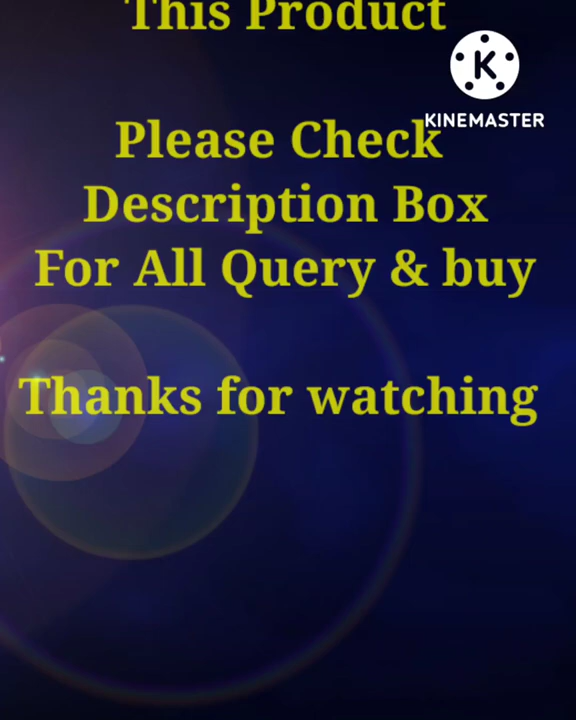 This Product
KINEMASTER
Please Check
Description Box
For All Query & buy
Thanks for watching